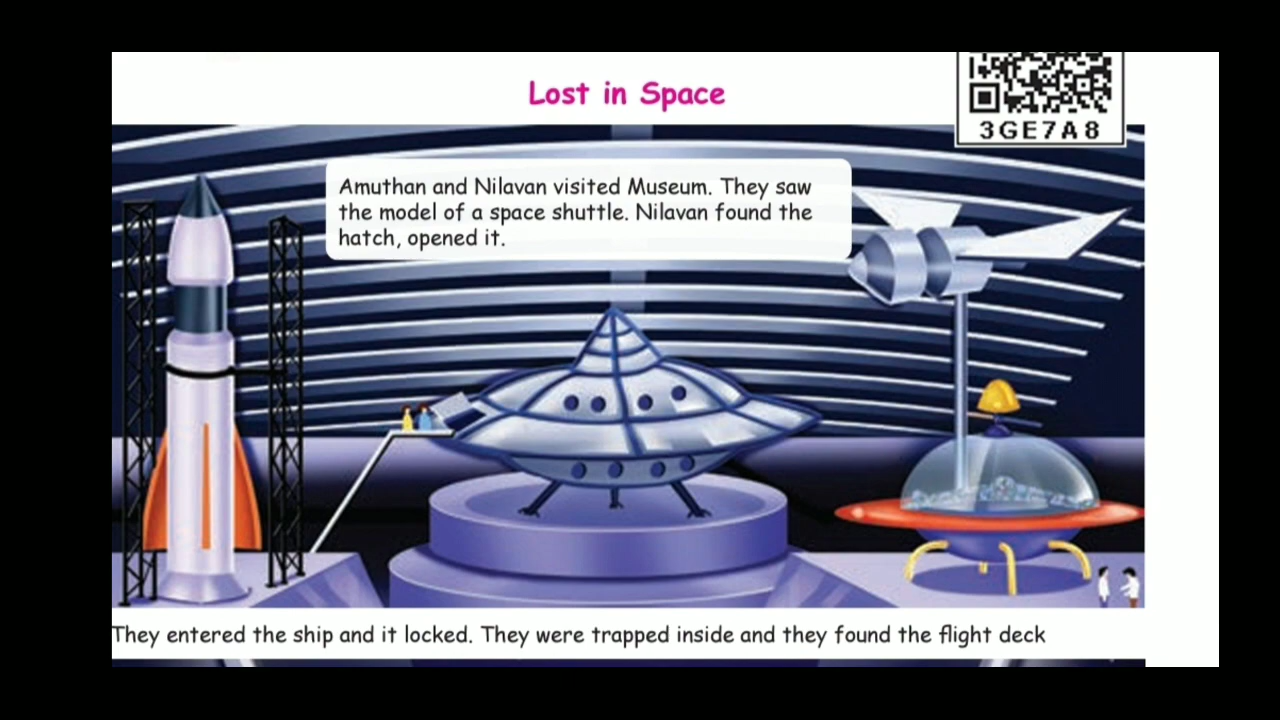 Lost in Space
3GE7A8
Amuthan and Nilavan visited Museum. They saw
the model of a space shuttle. Nilavan found the
hatch, opened it.
They entered the ship and it locked. They were trapped inside and they found the flight deck